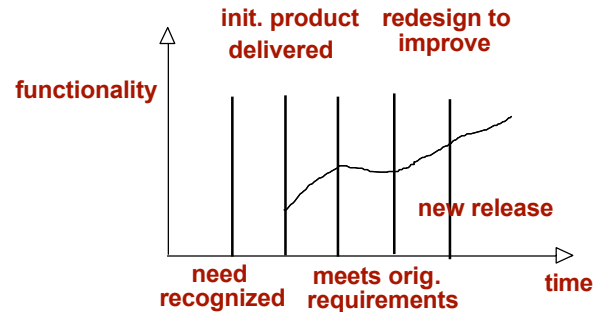 init. product
delivered
redesign to
improve
functionality
new release
need
recognized
meets orig.
requirements
time